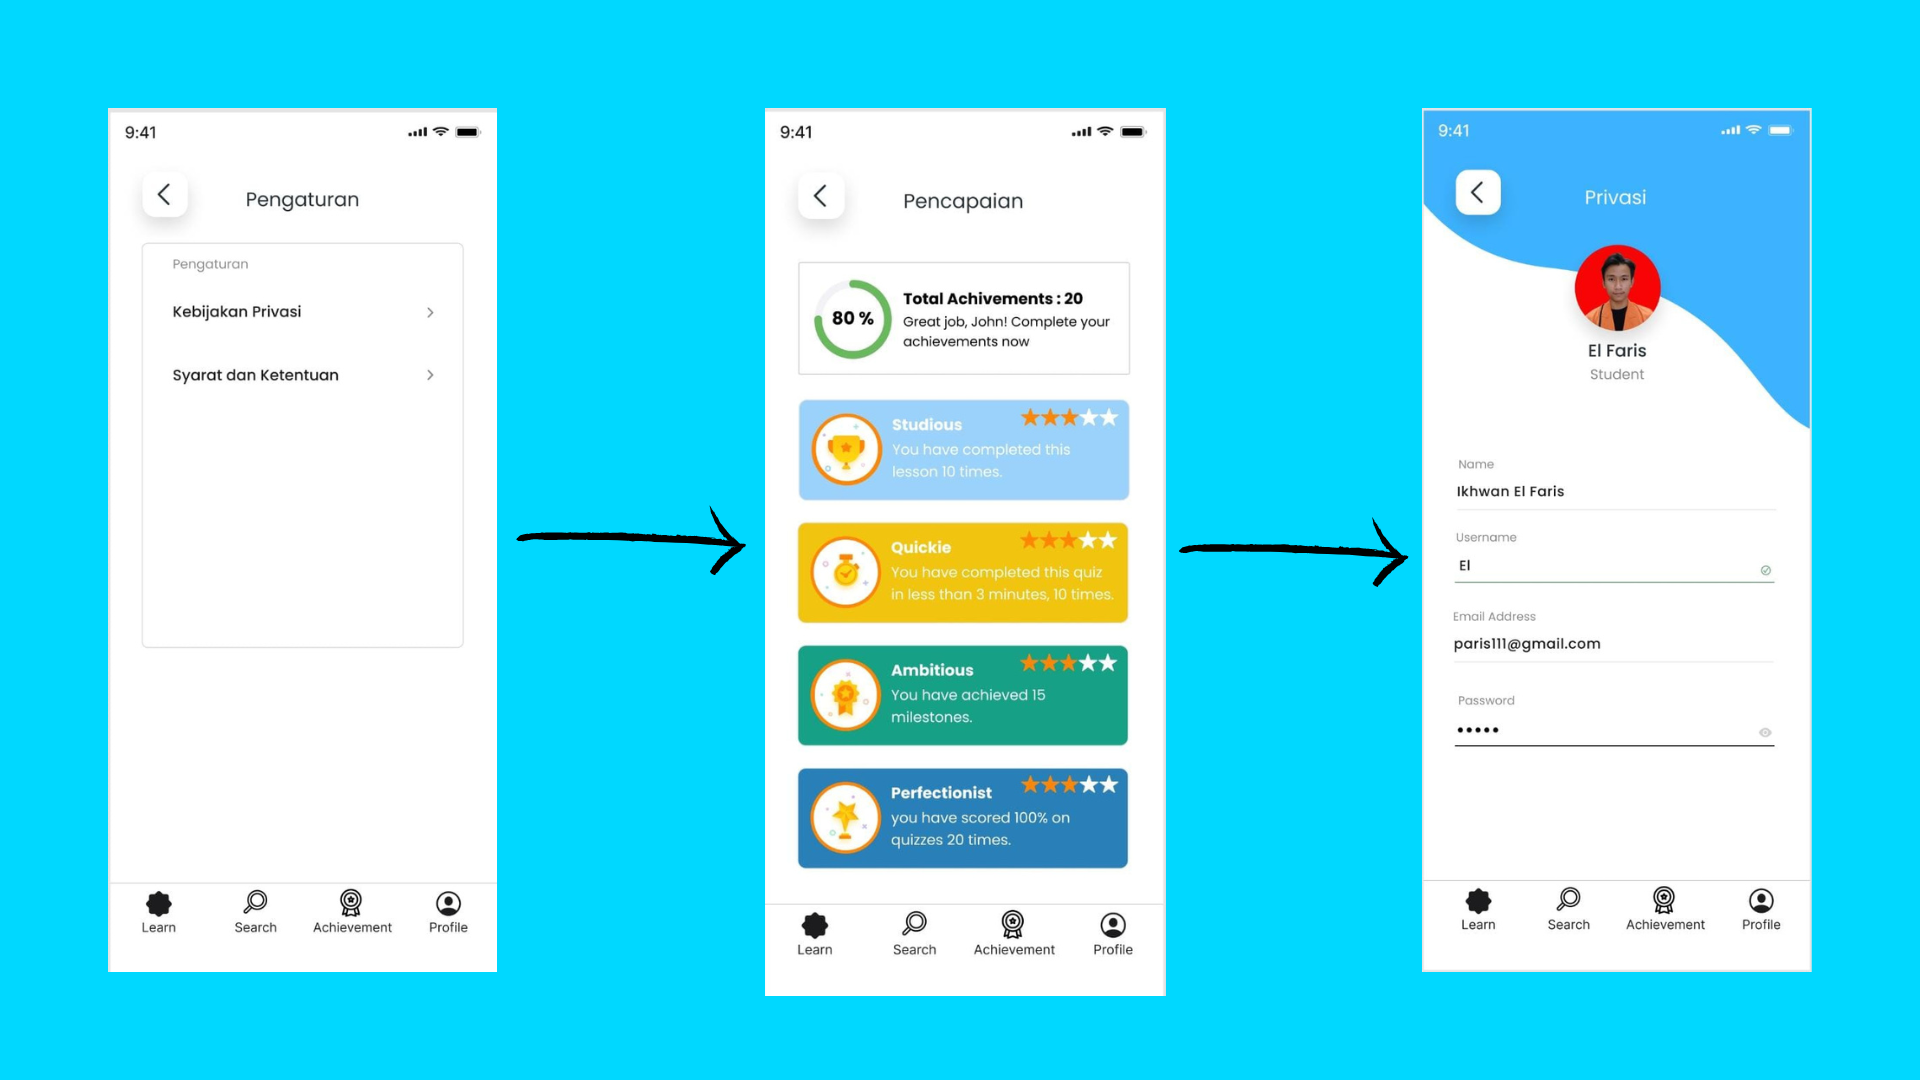 9:41
Pengaturan
Pengaturan
Kebijakan Privasi
Syarat dan Ketentuan
Learn
Search
Achievement
Profile
9:41
Pencapaian
80 %
Total Achivements : 20
Great job, John! Complete your
achievements now
Studious
You have completed this
lesson 10 times.
Quickie
You have completed this quiz
in less than 3 minutes, 10 times.
Ambitious
You have achieved 15
milestones.
Perfectionist
you have scored 100% on
quizzes 20 times.
Learn
Search
Achievement
Profile
9:41
Privasi
El Faris
Student
Name
Ikhwan El Faris
Username
El
Email Address
paris111@gmail.com
Password
•••••
Learn
Search
Achievement
Profile